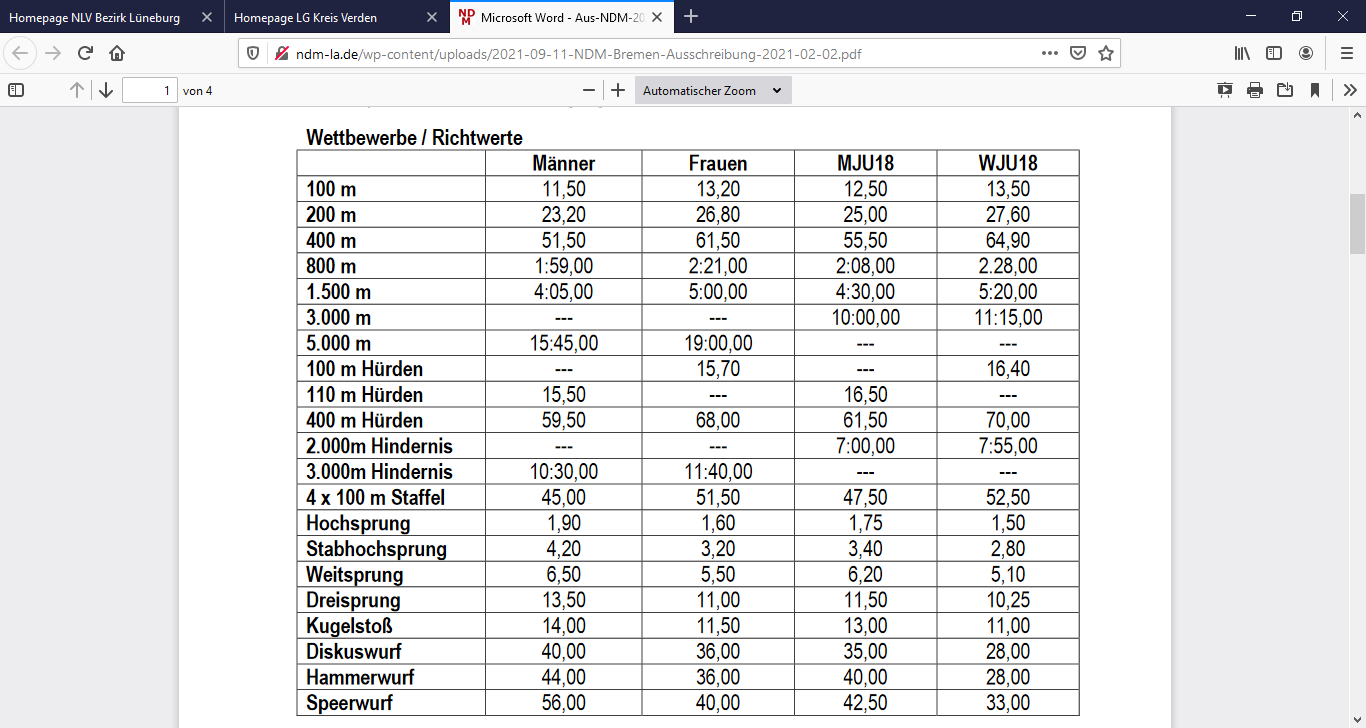 Homepage NLV Bezirk Lüneburg Homepage LG Kreis Verden NDM Microsoft Word - Aus-NDM-20
ndm-la.de/wp-content/uploads/2021-09-11-NDM-Bremen-Ausschreibung-2021-02-02.pdf
1 von 4 Automatischer Zoom
Wettbewerbe / Richtwerte
Männer Frauen MJU18 WJU18
100 m 11,50 13,20 12,50 13,50
200 m 23,20 26,80 25,00 27,60
400 m 51,50 61,50 55,50 64,90
800 m 1:59,00 2:21,00 2:08,00 2.28,00
1.500 m 4:05,00 5:00,00 4:30,00 5:20,00
3.000 m --- --- 10:00,00 11:15,00
5.000 m 15:45,00 19:00,00 --- ---
100 m Hürden --- 15,70 --- 16,40
110 m Hürden 15,50 --- 16,50 ---
400 m Hürden 59,50 68,00 61,50 70,00
2.000m Hindernis --- --- 7:00,00 7:55,00
3.000m Hindernis 10:30,00 11:40,00 --- ---
4 x 100 m Staffel 45,00 51,50 47,50 52,50
Hochsprung 1,90 1,60 1,75 1,50
Stabhochsprung 4,20 3,20 3,40 2,80
Weitsprung 6,50 5,50 6,20 5,10
Dreisprung 13,50 11,00 11,50 10,25
Kugelstoß 14,00 11,50 13,00 11,00
Diskuswurf 40,00 36,00 35,00 28,00
Hammerwurf 44,00 36,00 40,00 28,00
Speerwurf 56,00 40,00 42,50 33,00